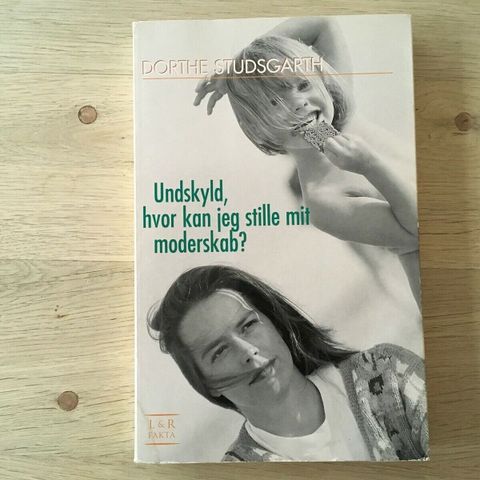 DORTHE STUDSGARTH
Undskyld,
hvor kan jeg stille mit
moderskab?
L & R
FAKTA